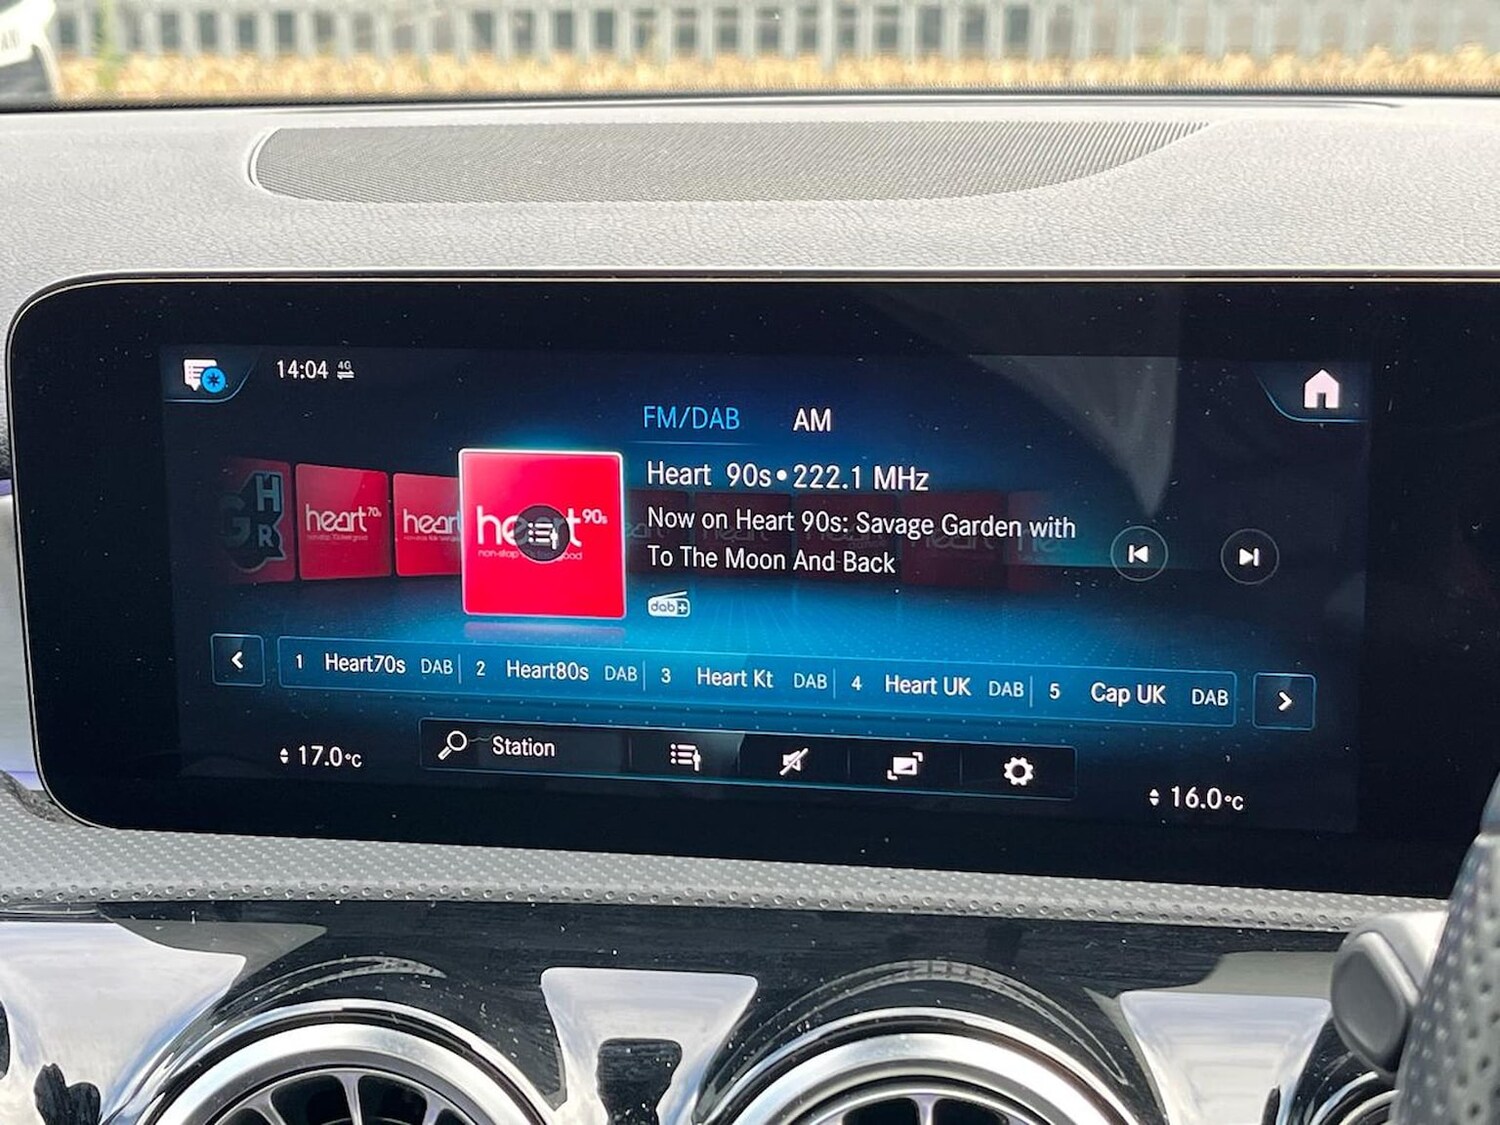 14:04 4G
FM/DAB AM
Heart 90s•222.1 MHz
Now on Heart 90s: Savage Garden with
To The Moon And Back
dab+
GHR
heart 70s
heart
heart 90s
1 Heart70s DAB 2 Heart80s DAB 3 Heart Kt DAB 4 Heart UK DAB 5 Cap UK DAB
Station
17.0°C
16.0°C